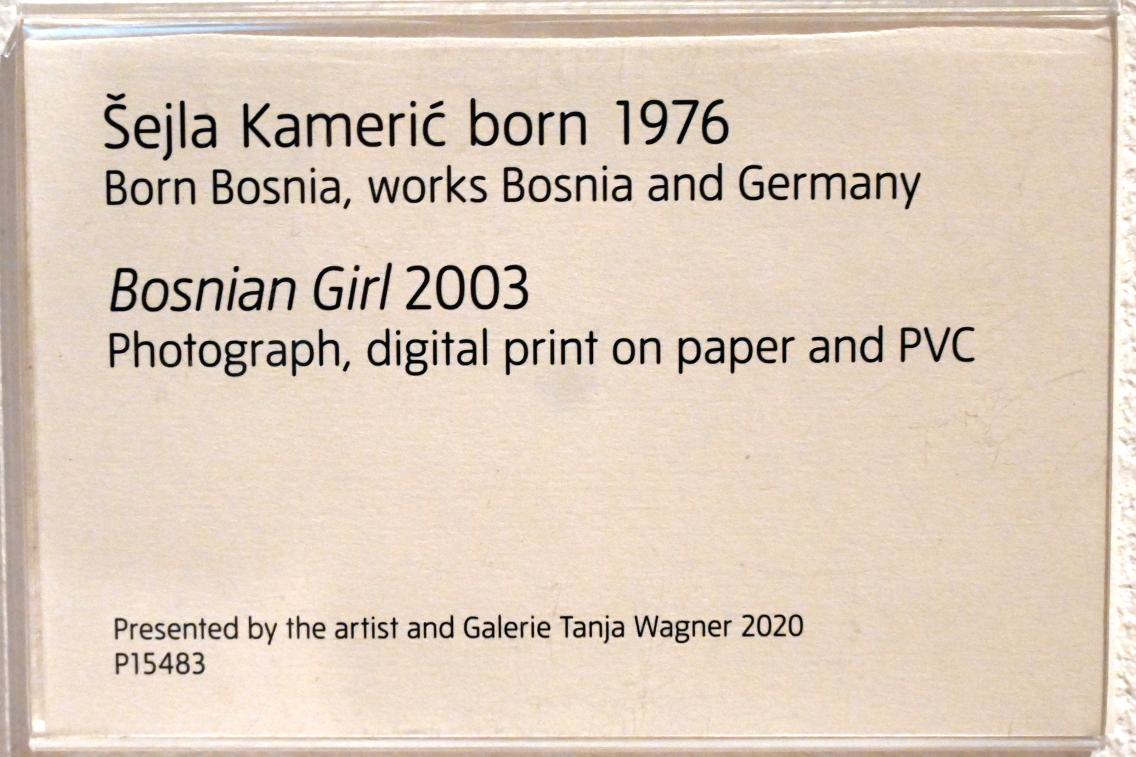 Šejla Kamerić born 1976
Born Bosnia, works Bosnia and Germany
Bosnian Girl 2003
Photograph, digital print on paper and PVC
Presented by the artist and Galerie Tanja Wagner 2020
P15483